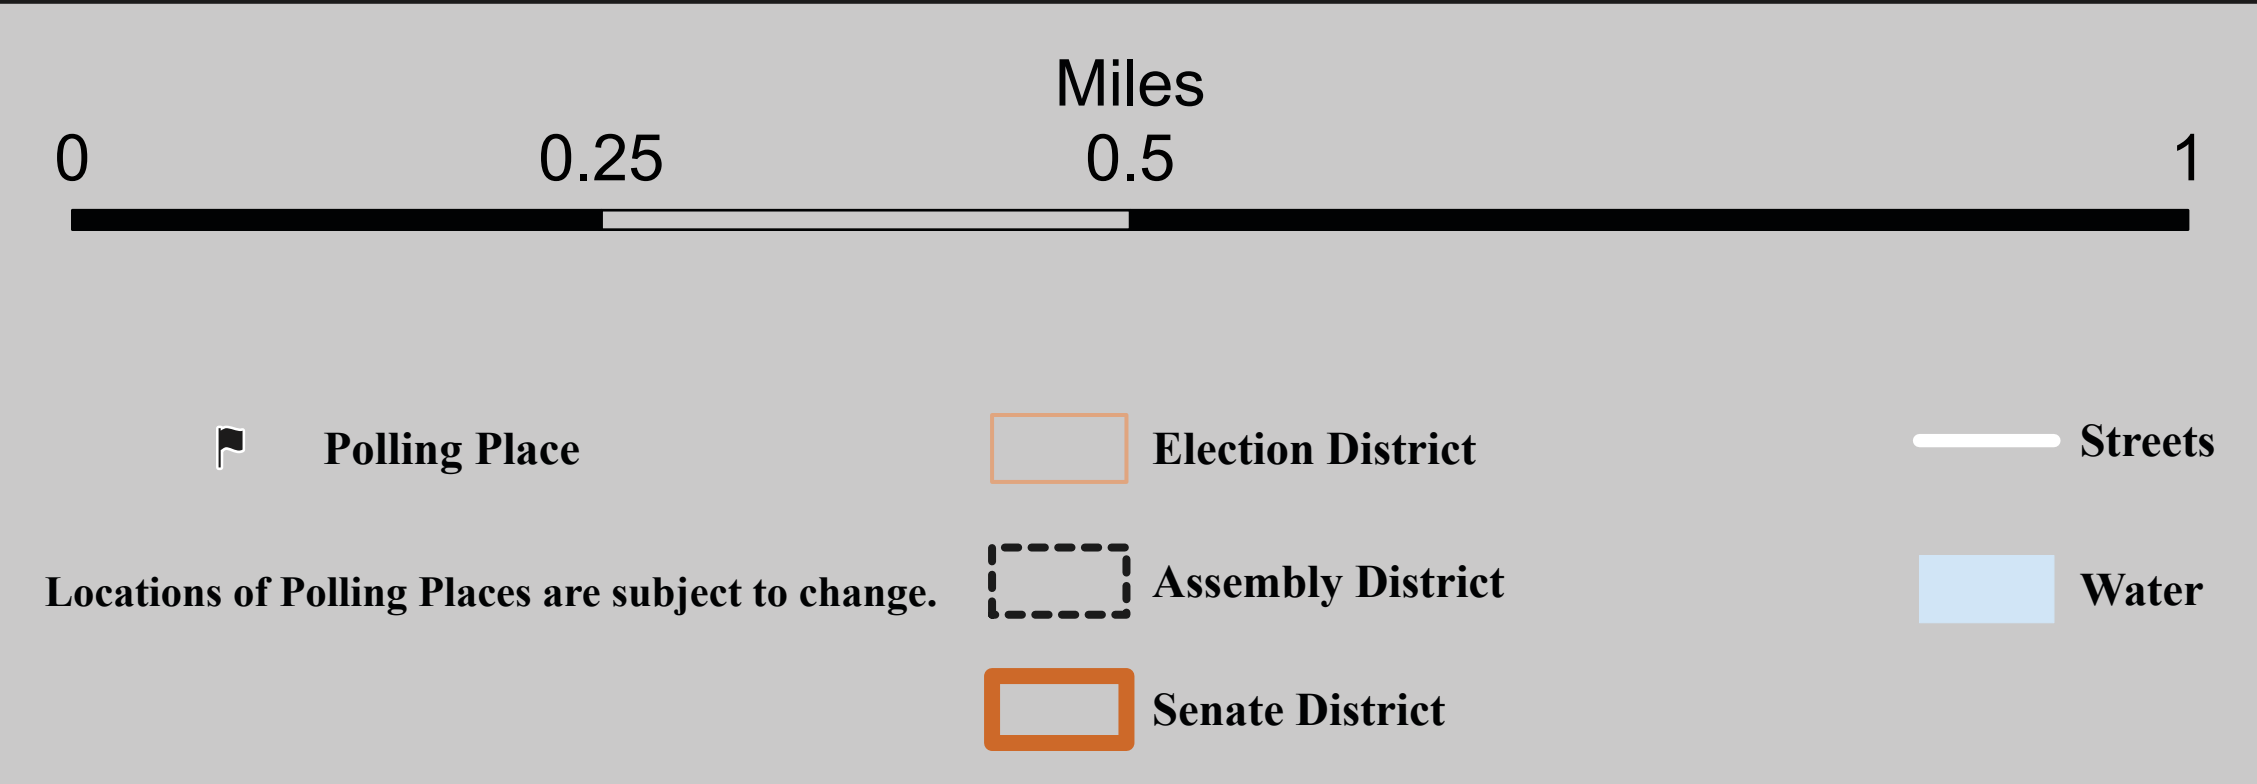 Miles
0 0.25 0.5 1
Polling Place
Election District
Streets
Locations of Polling Places are subject to change.
Assembly District
Water
Senate District